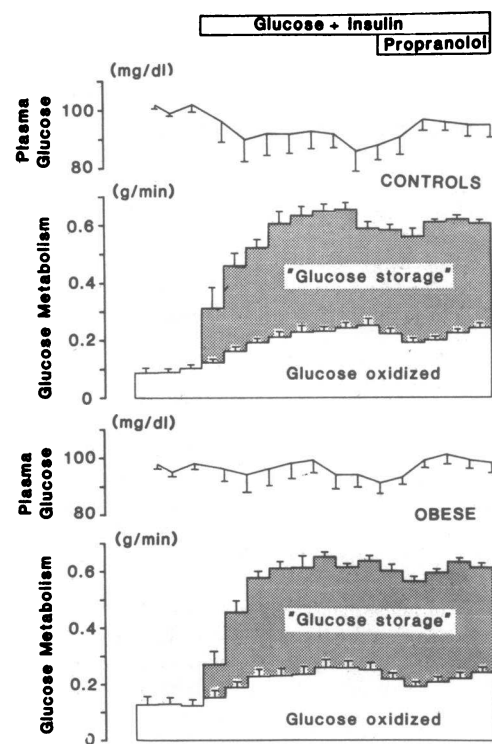 Glucose + Insulin
Propranolol
(mg/dl)
Plasma
Glucose
100
80
CONTROLS
(g/min)
Glucose Metabolism
0.6
0.4
0.2
0
"Glucose storage"
Glucose oxidized
(mg/dl)
Plasma
Glucose
100
80
OBESE
(g/min)
Glucose Metabolism
0.6
0.4
0.2
0
"Glucose storage"
Glucose oxidized